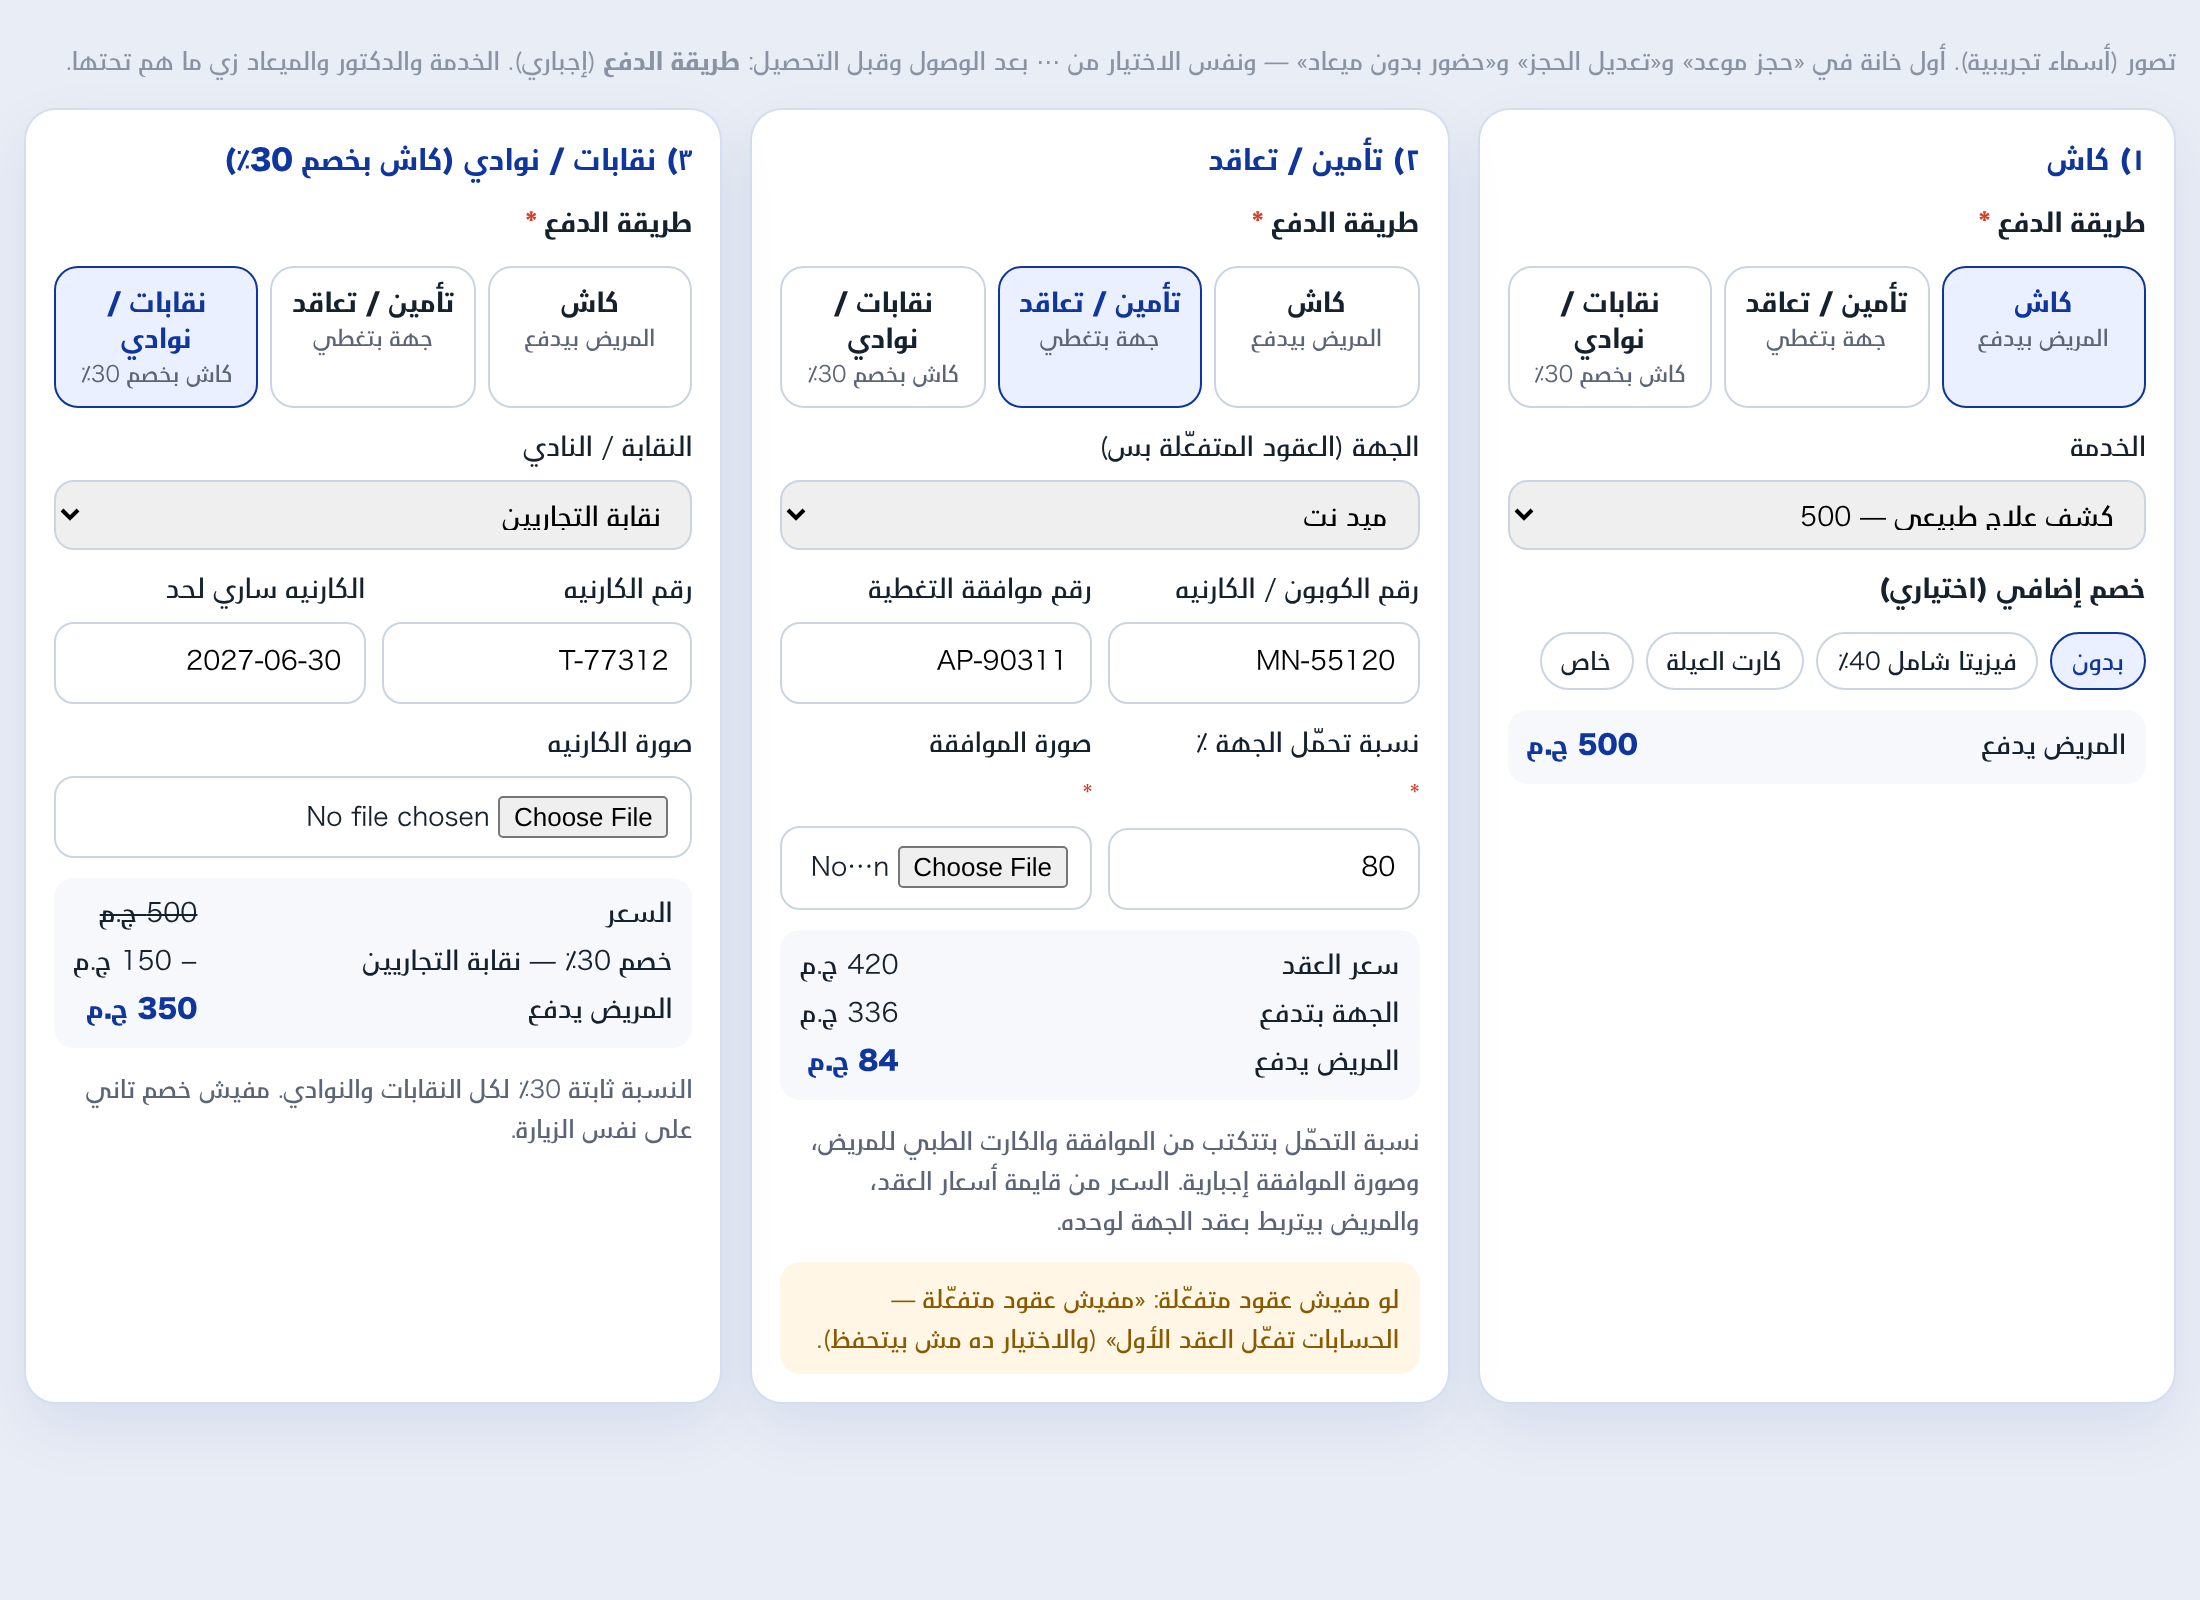 تصور (أسماء تجريبية). أول خانة في «حجز موعد» و«تعديل الحجز» و«حضور بدون ميعاد» — ونفس الاختيار من ⋯ بعد الوصول وقبل التحصيل: طريقة الدفع (إجباري). الخدمة والدكتور والميعاد زي ما هم تحتها.
١) كاش
طريقة الدفع *
كاش
المريض بيدفع
تأمين / تعاقد
جهة بتغطي
نقابات /
نوادي
كاش بخصم 30٪
الخدمة
كشف علاج طبيعي — 500
خصم إضافي (اختياري)
بدون
فيزيتا شامل 40٪
كارت العيلة
خاص
المريض يدفع 500 ج.م
٢) تأمين / تعاقد
طريقة الدفع *
كاش
المريض بيدفع
تأمين / تعاقد
جهة بتغطي
نقابات /
نوادي
كاش بخصم 30٪
الجهة (العقود المتفعّلة بس)
ميد نت
رقم الكوبون / الكارنيه
MN-55120
رقم موافقة التغطية
AP-90311
نسبة تحمّل الجهة ٪
*
80
صورة الموافقة
*
Choose File No⋯n
سعر العقد 420 ج.م
الجهة بتدفع 336 ج.م
المريض يدفع 84 ج.م
نسبة التحمّل بتتكتب من الموافقة والكارت الطبي للمريض،
وصورة الموافقة إجبارية. السعر من قايمة أسعار العقد،
والمريض بيتربط بعقد الجهة لوحده.
لو مفيش عقود متفعّلة: «مفيش عقود متفعّلة —
الحسابات تفعّل العقد الأول» (والاختيار ده مش بيتحفظ).
٣) نقابات / نوادي (كاش بخصم 30٪)
طريقة الدفع *
كاش
المريض بيدفع
تأمين / تعاقد
جهة بتغطي
نقابات /
نوادي
كاش بخصم 30٪
النقابة / النادي
نقابة التجاريين
رقم الكارنيه
T-77312
الكارنيه ساري لحد
2027-06-30
صورة الكارنيه
Choose File No file chosen
السعر 500 ج.م
خصم 30٪ — نقابة التجاريين − 150 ج.م
المريض يدفع 350 ج.م
النسبة ثابتة 30٪ لكل النقابات والنوادي. مفيش خصم تاني
على نفس الزيارة.